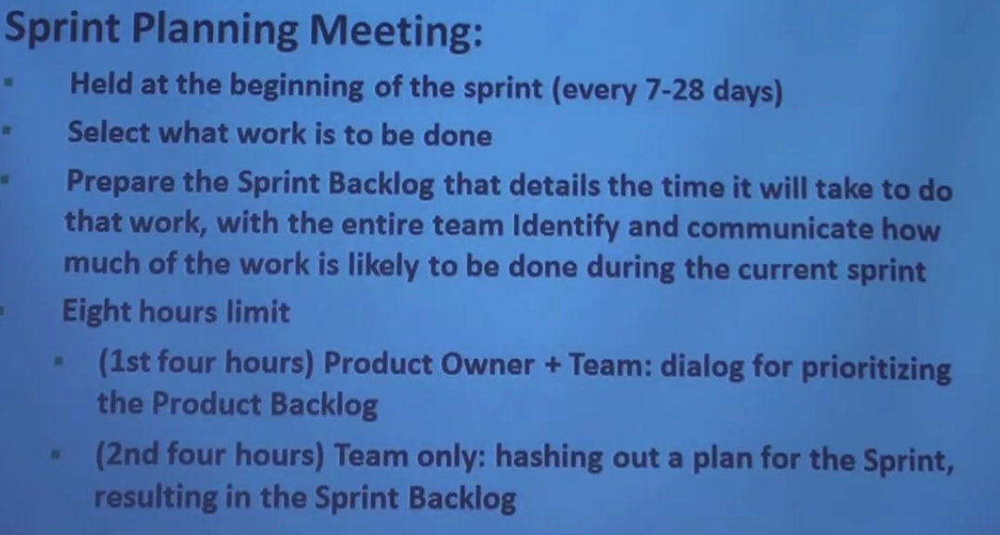 Sprint Planning Meeting:
▪ Held at the beginning of the sprint (every 7-28 days)
▪ Select what work is to be done
▪ Prepare the Sprint Backlog that details the time it will take to do
that work, with the entire team Identify and communicate how
much of the work is likely to be done during the current sprint
▪ Eight hours limit
▪ (1st four hours) Product Owner + Team: dialog for prioritizing
the Product Backlog
▪ (2nd four hours) Team only: hashing out a plan for the Sprint,
resulting in the Sprint Backlog